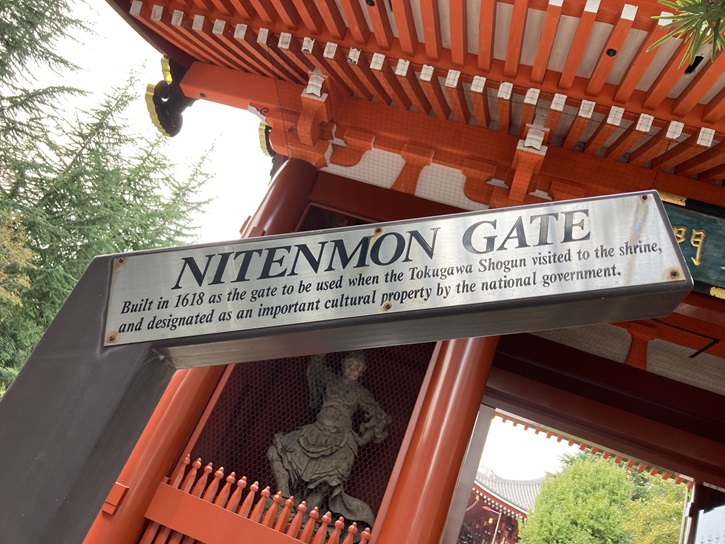 NITENMON GATE
Built in 1618 as the gate to be used when the Tokugawa Shogun visited to the shrine,
and designated as an important cultural property by the national government.
門